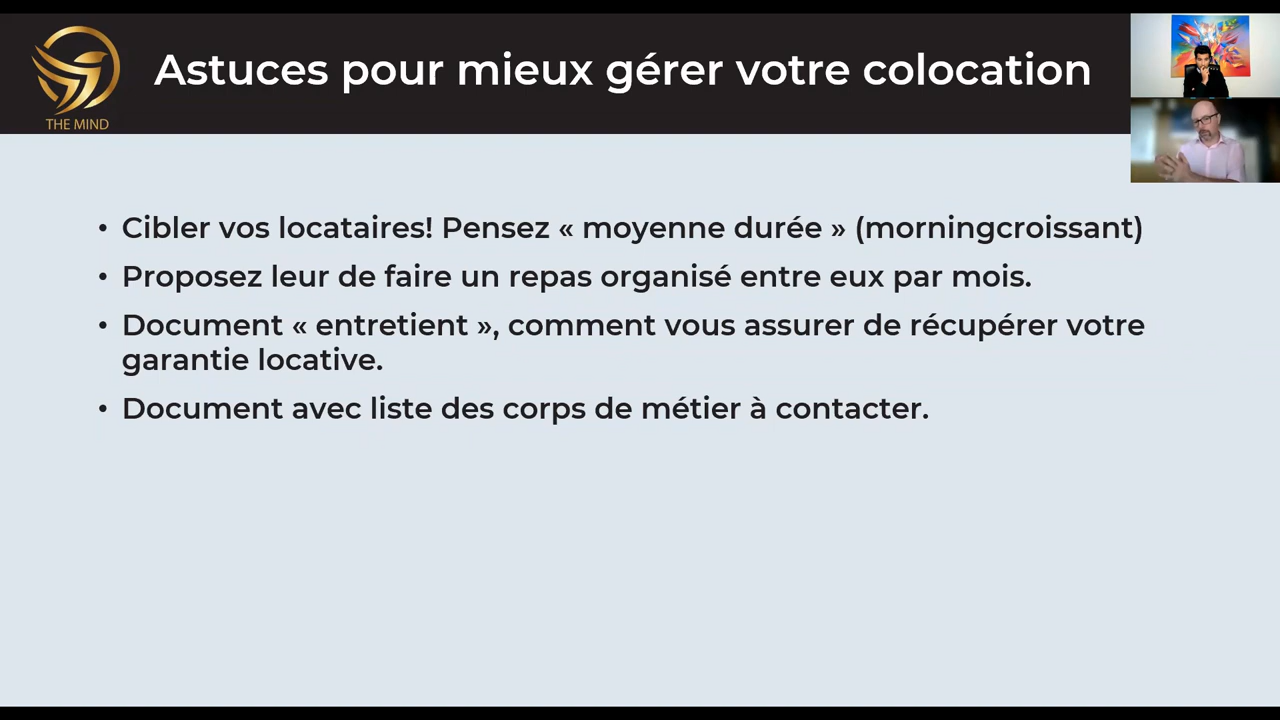 Astuces pour mieux gérer votre colocation
THE MIND
• Cibler vos locataires! Pensez « moyenne durée » (morningcroissant)
• Proposez leur de faire un repas organisé entre eux par mois.
• Document « entretient », comment vous assurer de récupérer votre
garantie locative.
• Document avec liste des corps de métier à contacter.